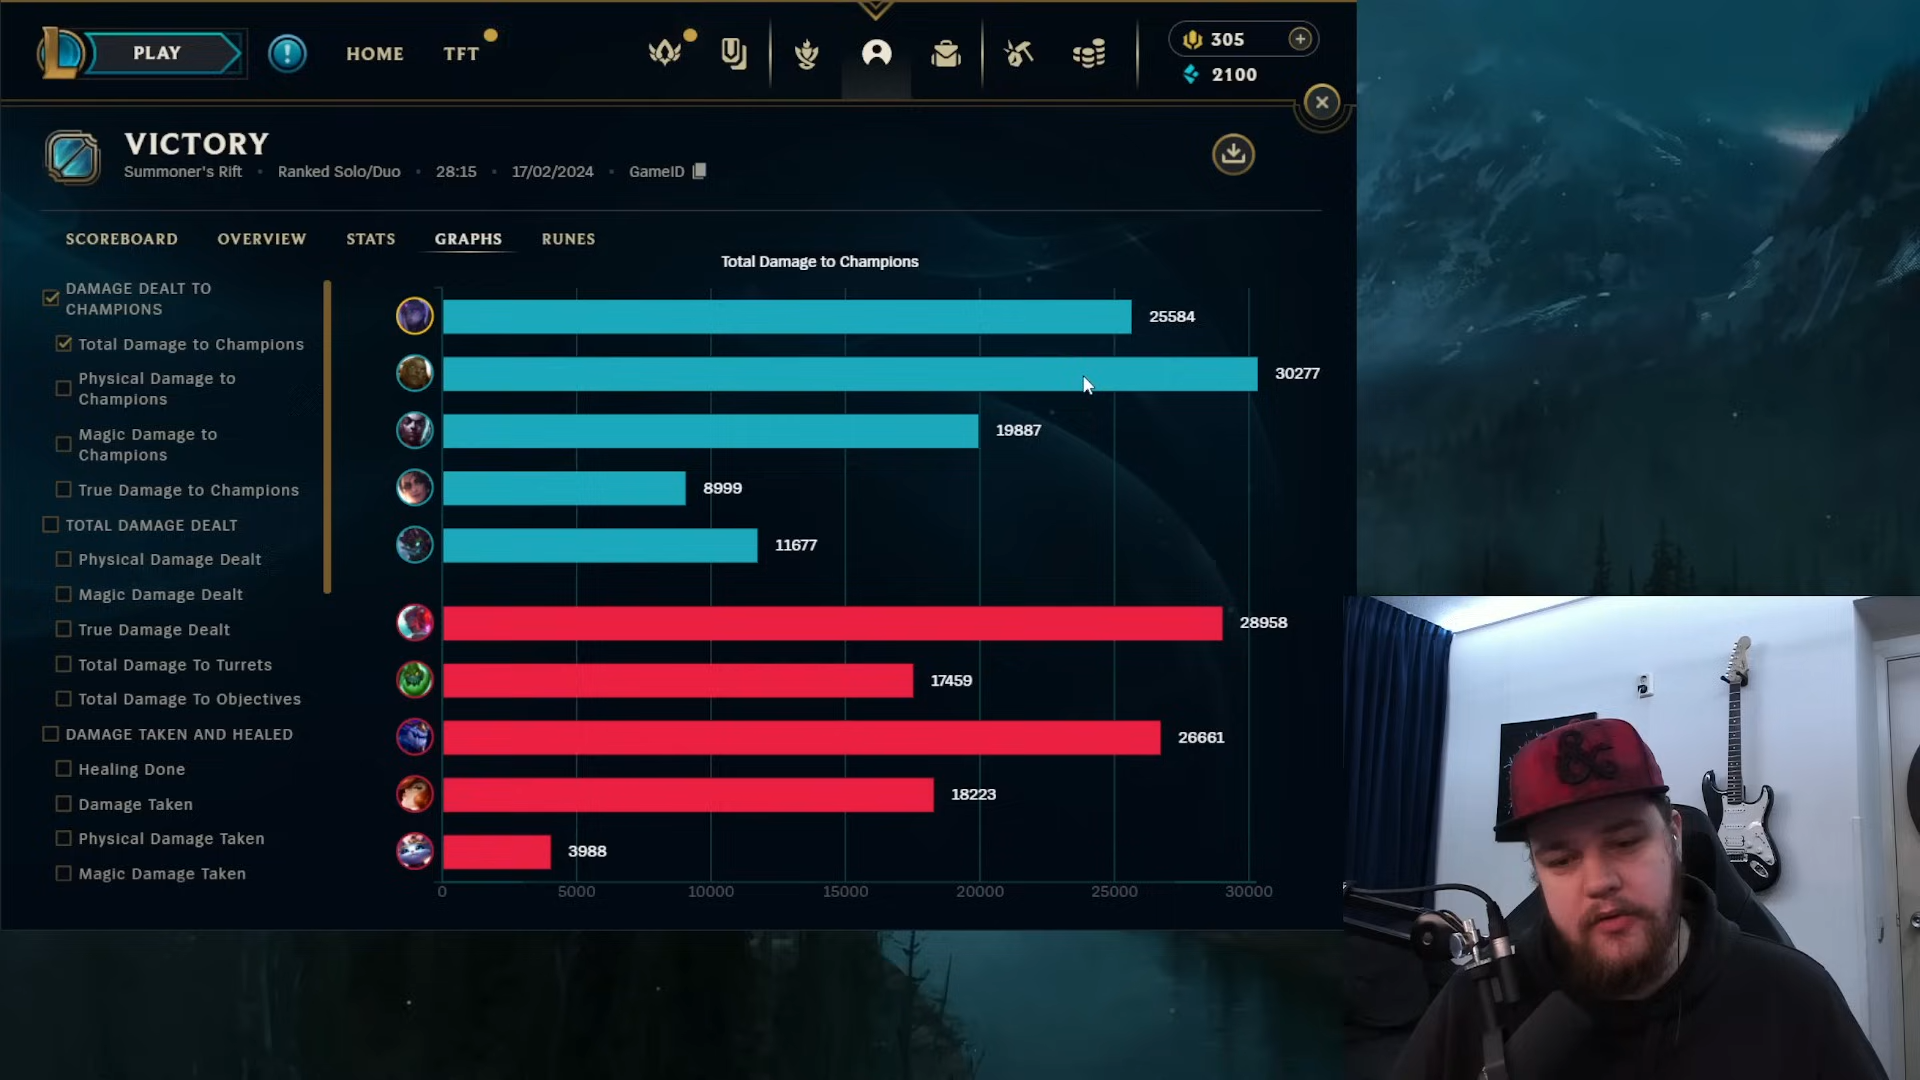 PLAY
HOME
TFT
305
2100
VICTORY
Summoner's Rift • Ranked Solo/Duo • 28:15 • 17/02/2024 • GameID
SCOREBOARD
OVERVIEW
STATS
GRAPHS
RUNES
DAMAGE DEALT TO
CHAMPIONS
Total Damage to Champions
Physical Damage to
Champions
Magic Damage to
Champions
True Damage to Champions
TOTAL DAMAGE DEALT
Physical Damage Dealt
Magic Damage Dealt
True Damage Dealt
Total Damage To Turrets
Total Damage To Objectives
DAMAGE TAKEN AND HEALED
Healing Done
Damage Taken
Physical Damage Taken
Magic Damage Taken
Total Damage to Champions
25584
30277
19887
8999
11677
28958
17459
26661
18223
3988
0 5000 10000 15000 20000 25000 30000